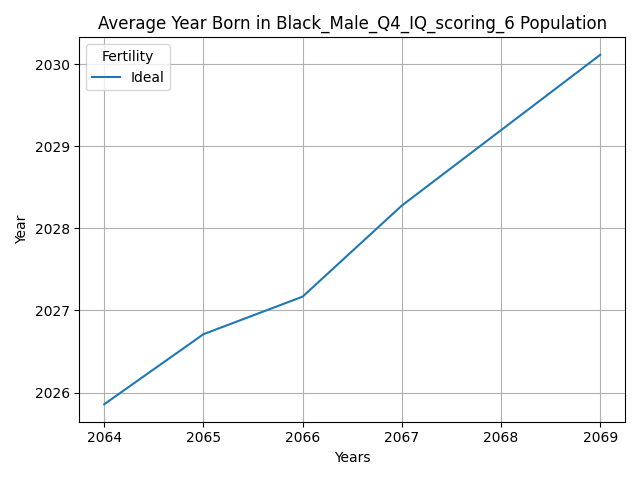 Average Year Born in Black_Male_Q4_IQ_scoring_6 Population
Fertility
Ideal
2030
2029
2028
2027
2026
Year
2064 2065 2066 2067 2068 2069
Years